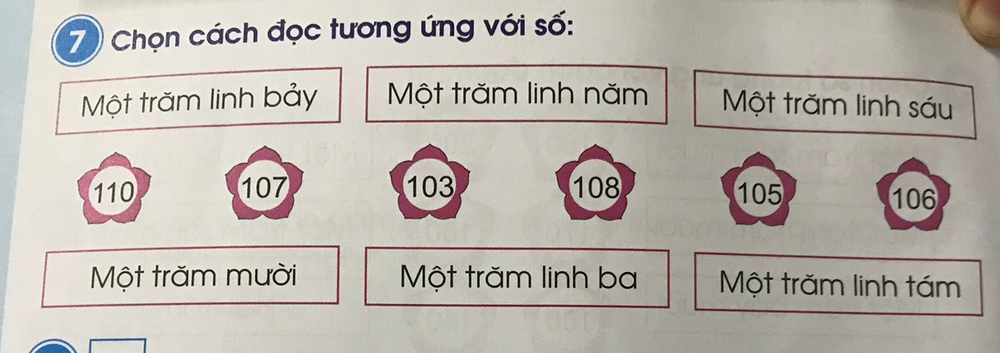 7 Chọn cách đọc tương ứng với số:
Một trăm linh bảy Một trăm linh năm Một trăm linh sáu
110 107 103 108 105 106
Một trăm mười Một trăm linh ba Một trăm linh tám